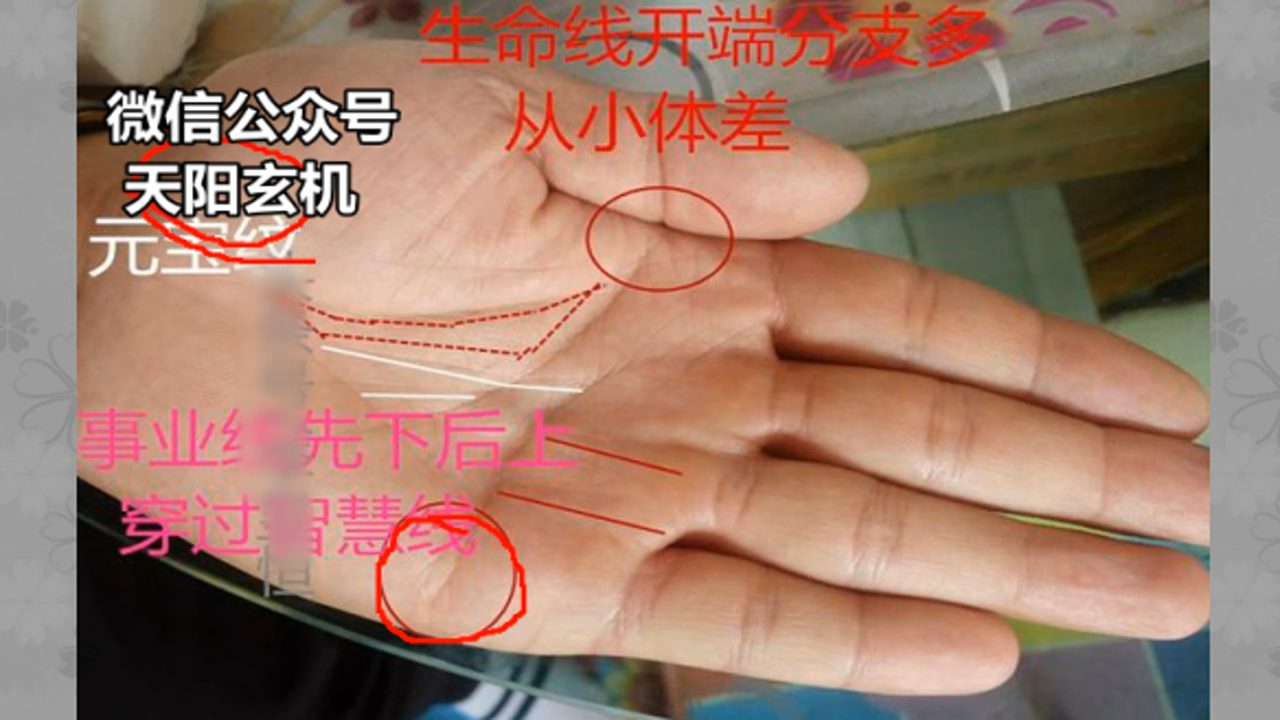 生命线开端分支多
从小体差
微信公众号
天阳玄机
元宝纹
事业线先下后上
穿过智慧线
恒